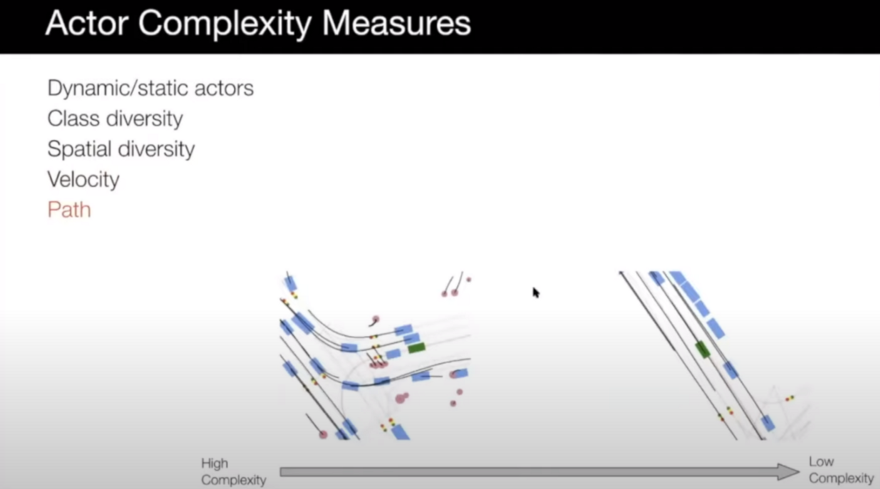 Actor Complexity Measures
Dynamic/static actors
Class diversity
Spatial diversity
Velocity
Path
High
Complexity
Low
Complexity